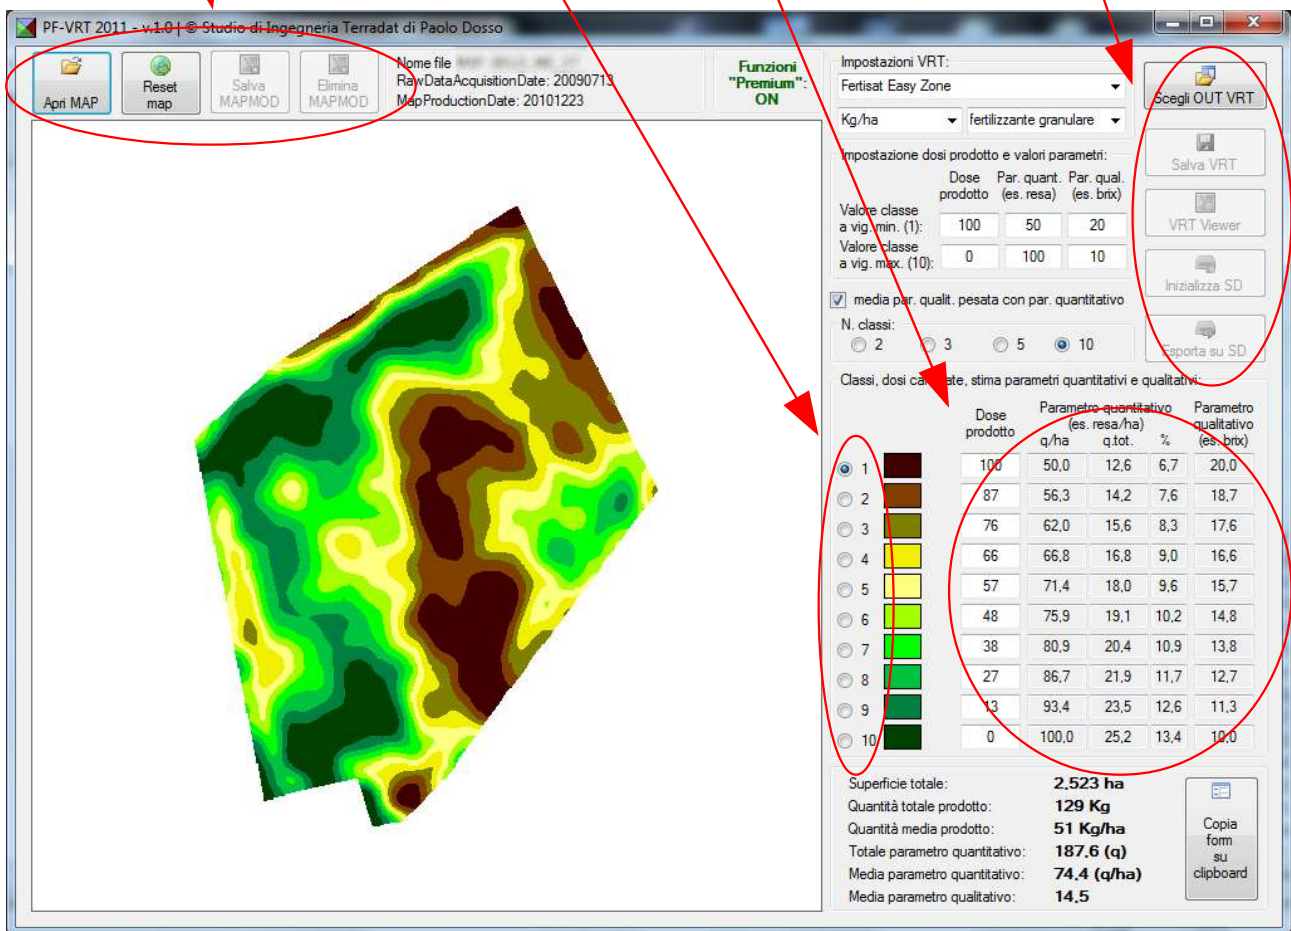 PF-VRT 2011 - v.1.0 | © Studio di Ingegneria Terradat di Paolo Dosso
Apri MAP
Reset
map
Salva
MAPMOD
Elimina
MAPMOD
Nome file
RawDataAcquisitionDate: 20090713
MapProductionDate: 20101223
Funzioni
"Premium":
ON
Impostazioni VRT:
Fertisat Easy Zone
Kg/ha fertilizzante granulare
Scegli OUT VRT
Salva VRT
VRT Viewer
Inizializza SD
Esporta su SD
Impostazione dosi prodotto e valori parametri:
Dose Par. quant. Par. qual.
prodotto (es. resa) (es. brix)
Valore classe
a vig. min. (1): 100 50 20
Valore classe
a vig. max. (10): 0 100 10
media par. qualit. pesata con par. quantitativo
N. classi:
2 3 5 10
Classi, dosi calcolate, stima parametri quantitativi e qualitativi:
Dose Parametro quantitativo Parametro
prodotto (es. resa/ha) qualitativo
q/ha q.tot. % (es. brix)
1 100 50,0 12,6 6,7 20,0
2 87 56,3 14,2 7,6 18,7
3 76 62,0 15,6 8,3 17,6
4 66 66,8 16,8 9,0 16,6
5 57 71,4 18,0 9,6 15,7
6 48 75,9 19,1 10,2 14,8
7 38 80,9 20,4 10,9 13,8
8 27 86,7 21,9 11,7 12,7
9 13 93,4 23,5 12,6 11,3
10 0 100,0 25,2 13,4 10,0
Superficie totale: 2,523 ha
Quantità totale prodotto: 129 Kg
Quantità media prodotto: 51 Kg/ha
Totale parametro quantitativo: 187,6 (q)
Media parametro quantitativo: 74,4 (q/ha)
Media parametro qualitativo: 14,5
Copia
form
su
clipboard